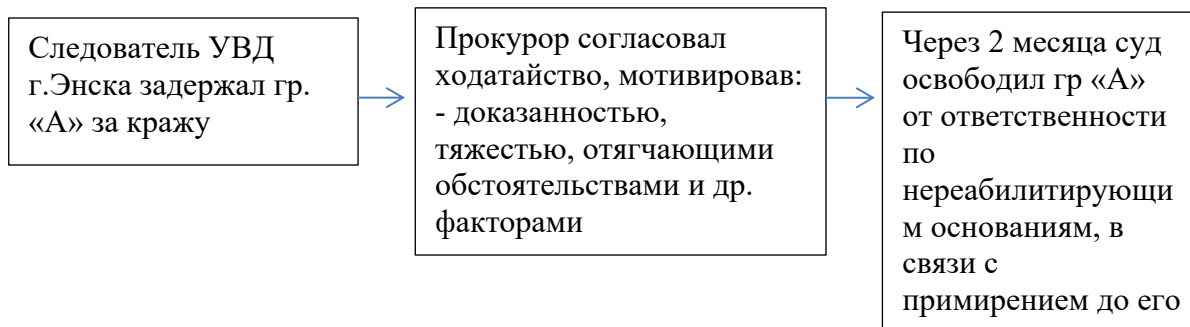 Следователь УВД
г.Энска задержал гр.
«А» за кражу
Прокурор согласовал
ходатайство, мотивировав:
- доказанностью,
тяжестью, отягчающими
обстоятельствами и др.
факторами
Через 2 месяца суд
освободил гр «А»
от ответственности
по
нереабилитирующи
м основаниям, в
связи с
примирением до его